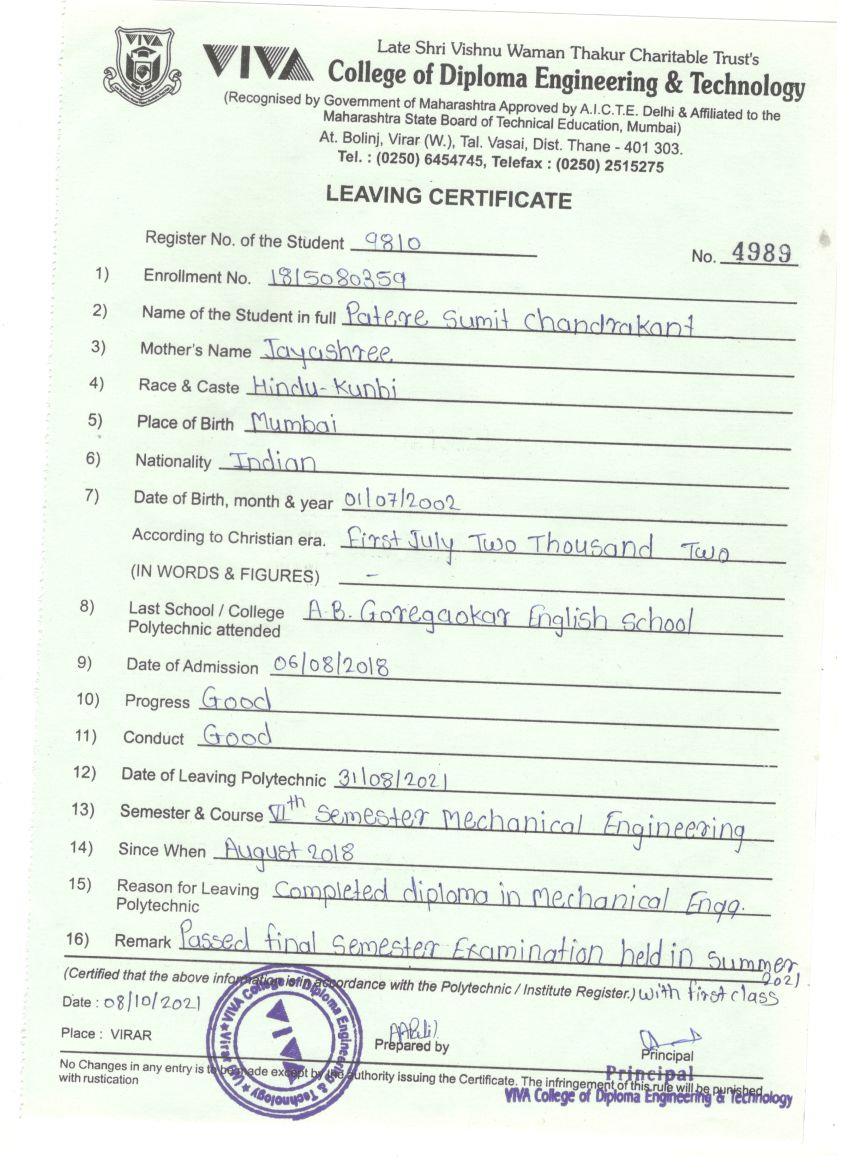 VIVA
VIVA
Late Shri Vishnu Waman Thakur Charitable Trust's
College of Diploma Engineering & Technology
(Recognised by Government of Maharashtra Approved by A.I.C.T.E. Delhi & Affiliated to the
Maharashtra State Board of Technical Education, Mumbai)
At. Bolinj, Virar (W.), Tal. Vasai, Dist. Thane - 401 303.
Tel. : (0250) 6454745, Telefax : (0250) 2515275
LEAVING CERTIFICATE
Register No. of the Student 9810
No. 4989
1) Enrollment No. 1815080359
2) Name of the Student in full Patere Sumit Chandrakant
3) Mother's Name Jayashree
4) Race & Caste Hindu-Kunbi
5) Place of Birth Mumbai
6) Nationality Indian
7) Date of Birth, month & year 01/07/2002
According to Christian era. First July Two Thousand Two
(IN WORDS & FIGURES) –
8) Last School / College A.B. Goregaokar English School
Polytechnic attended
9) Date of Admission 06/08/2018
10) Progress Good
11) Conduct Good
12) Date of Leaving Polytechnic 31/08/2021
13) Semester & Course VIth Semester Mechanical Engineering
14) Since When August 2018
15) Reason for Leaving Completed diploma in Mechanical Engg.
Polytechnic
16) Remark Passed final Semester Examination held in summer
2021
(Certified that the above information is in accordance with the Polytechnic / Institute Register.) with first class
Date : 08/10/2021
Place : VIRAR
VIVA College of Diploma Engineering & Technology ★ (Virar) ★
VIVA
Prepared by
Principal
Principal
No Changes in any entry is to be made except by the authority issuing the Certificate. The infringement of this rule will be punished
with rustication
VIVA College of Diploma Engineering & Technology